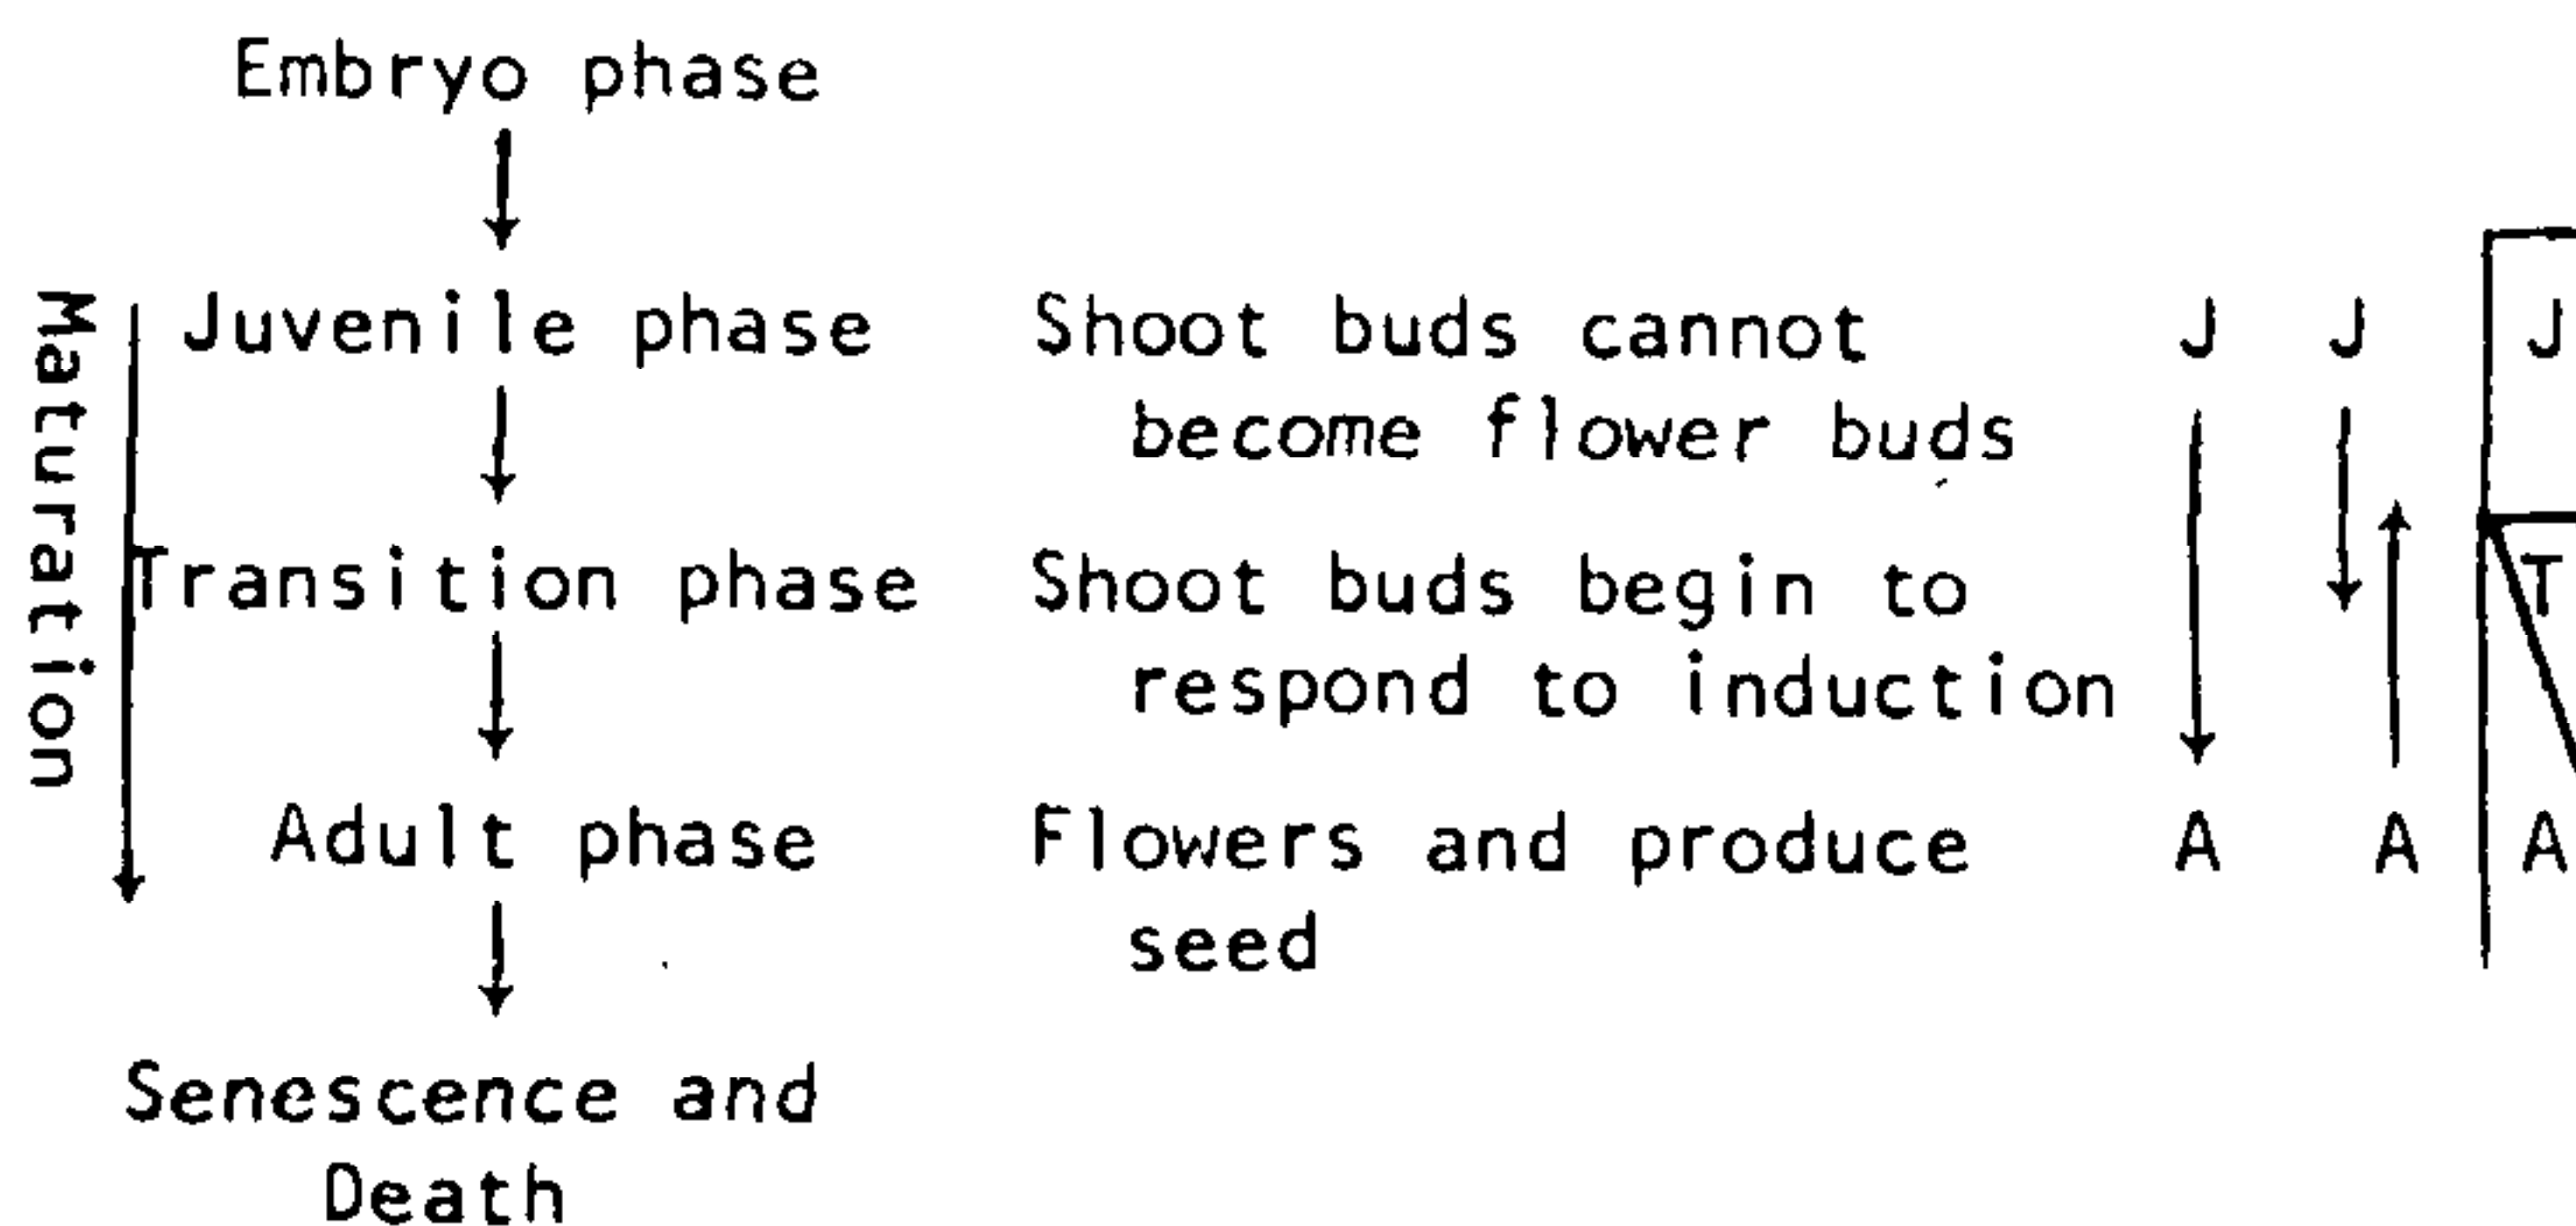 Embryo phase
Maturation
Juvenile phase Shoot buds cannot J J J
become flower buds
Transition phase Shoot buds begin to T
respond to induction
Adult phase Flowers and produce A A A
seed
Senescence and
Death